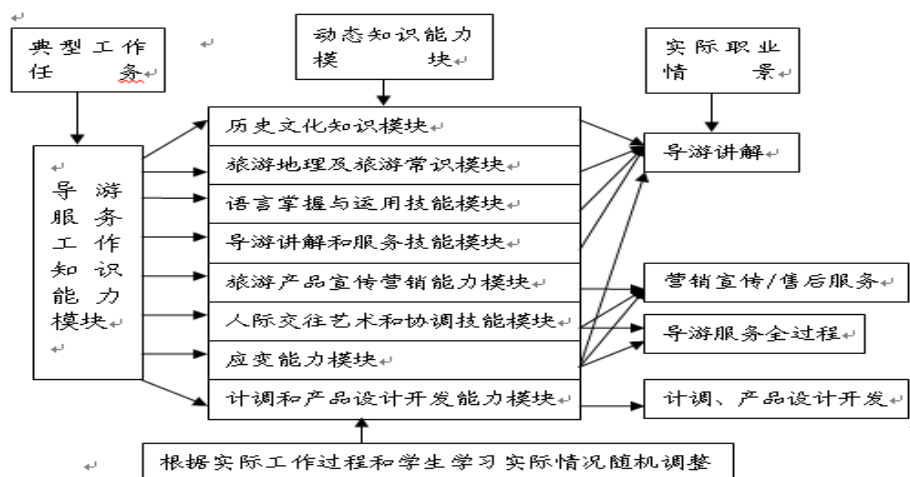 典型工作
任务
动态知识能力
模块
实际职业
情景
导游
服务
工作
知识
能力
模块
历史文化知识模块
旅游地理及旅游常识模块
语言掌握与运用技能模块
导游讲解和服务技能模块
旅游产品宣传营销能力模块
人际交往艺术和协调技能模块
应变能力模块
计调和产品设计开发能力模块
导游讲解
营销宣传/售后服务
导游服务全过程
计调、产品设计开发
根据实际工作过程和学生学习实际情况随机调整